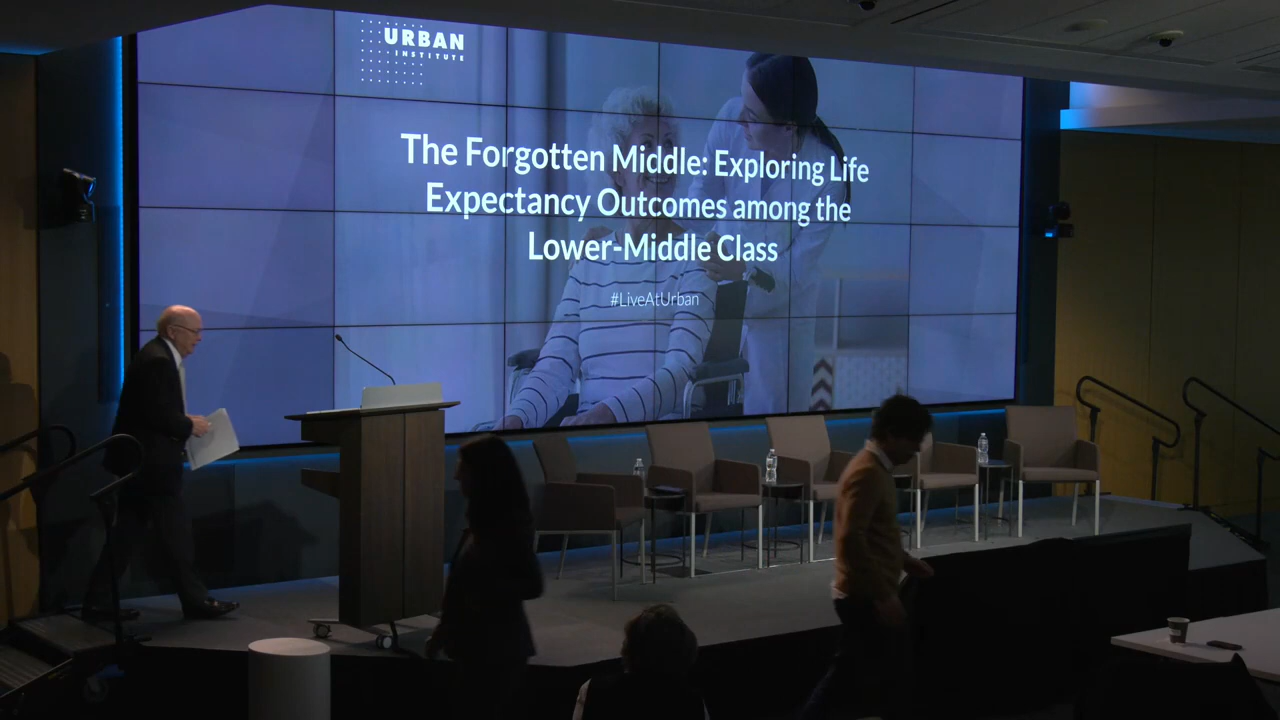 URBAN
INSTITUTE
The Forgotten Middle: Exploring Life
Expectancy Outcomes among the
Lower-Middle Class
#LiveAtUrban